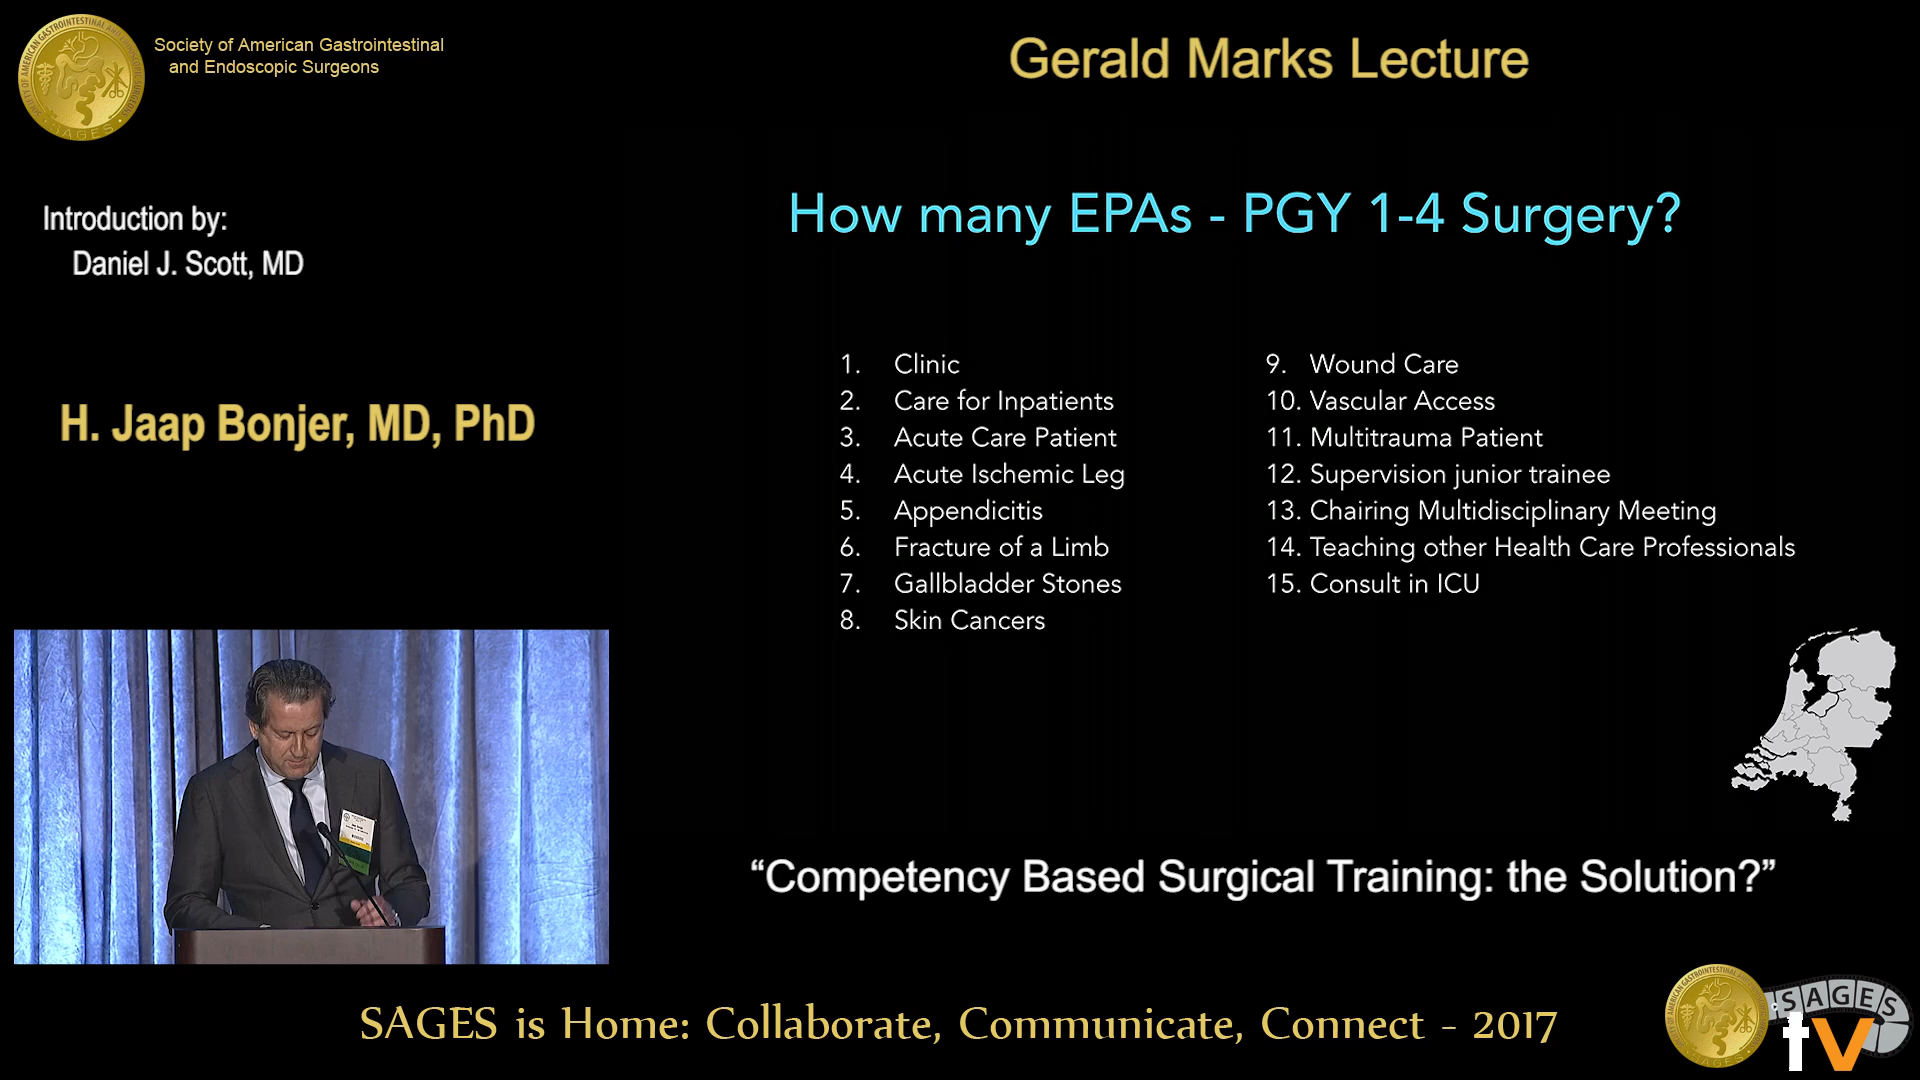 Society of American Gastrointestinal
and Endoscopic Surgeons
Gerald Marks Lecture
Introduction by:
Daniel J. Scott, MD
H. Jaap Bonjer, MD, PhD
How many EPAs - PGY 1-4 Surgery?
1. Clinic
2. Care for Inpatients
3. Acute Care Patient
4. Acute Ischemic Leg
5. Appendicitis
6. Fracture of a Limb
7. Gallbladder Stones
8. Skin Cancers
9. Wound Care
10. Vascular Access
11. Multitrauma Patient
12. Supervision junior trainee
13. Chairing Multidisciplinary Meeting
14. Teaching other Health Care Professionals
15. Consult in ICU
“Competency Based Surgical Training: the Solution?”
SAGES is Home: Collaborate, Communicate, Connect - 2017
SAGES
tv